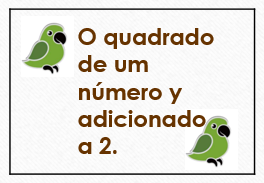 O quadrado
de um
número y
adicionado
a 2.